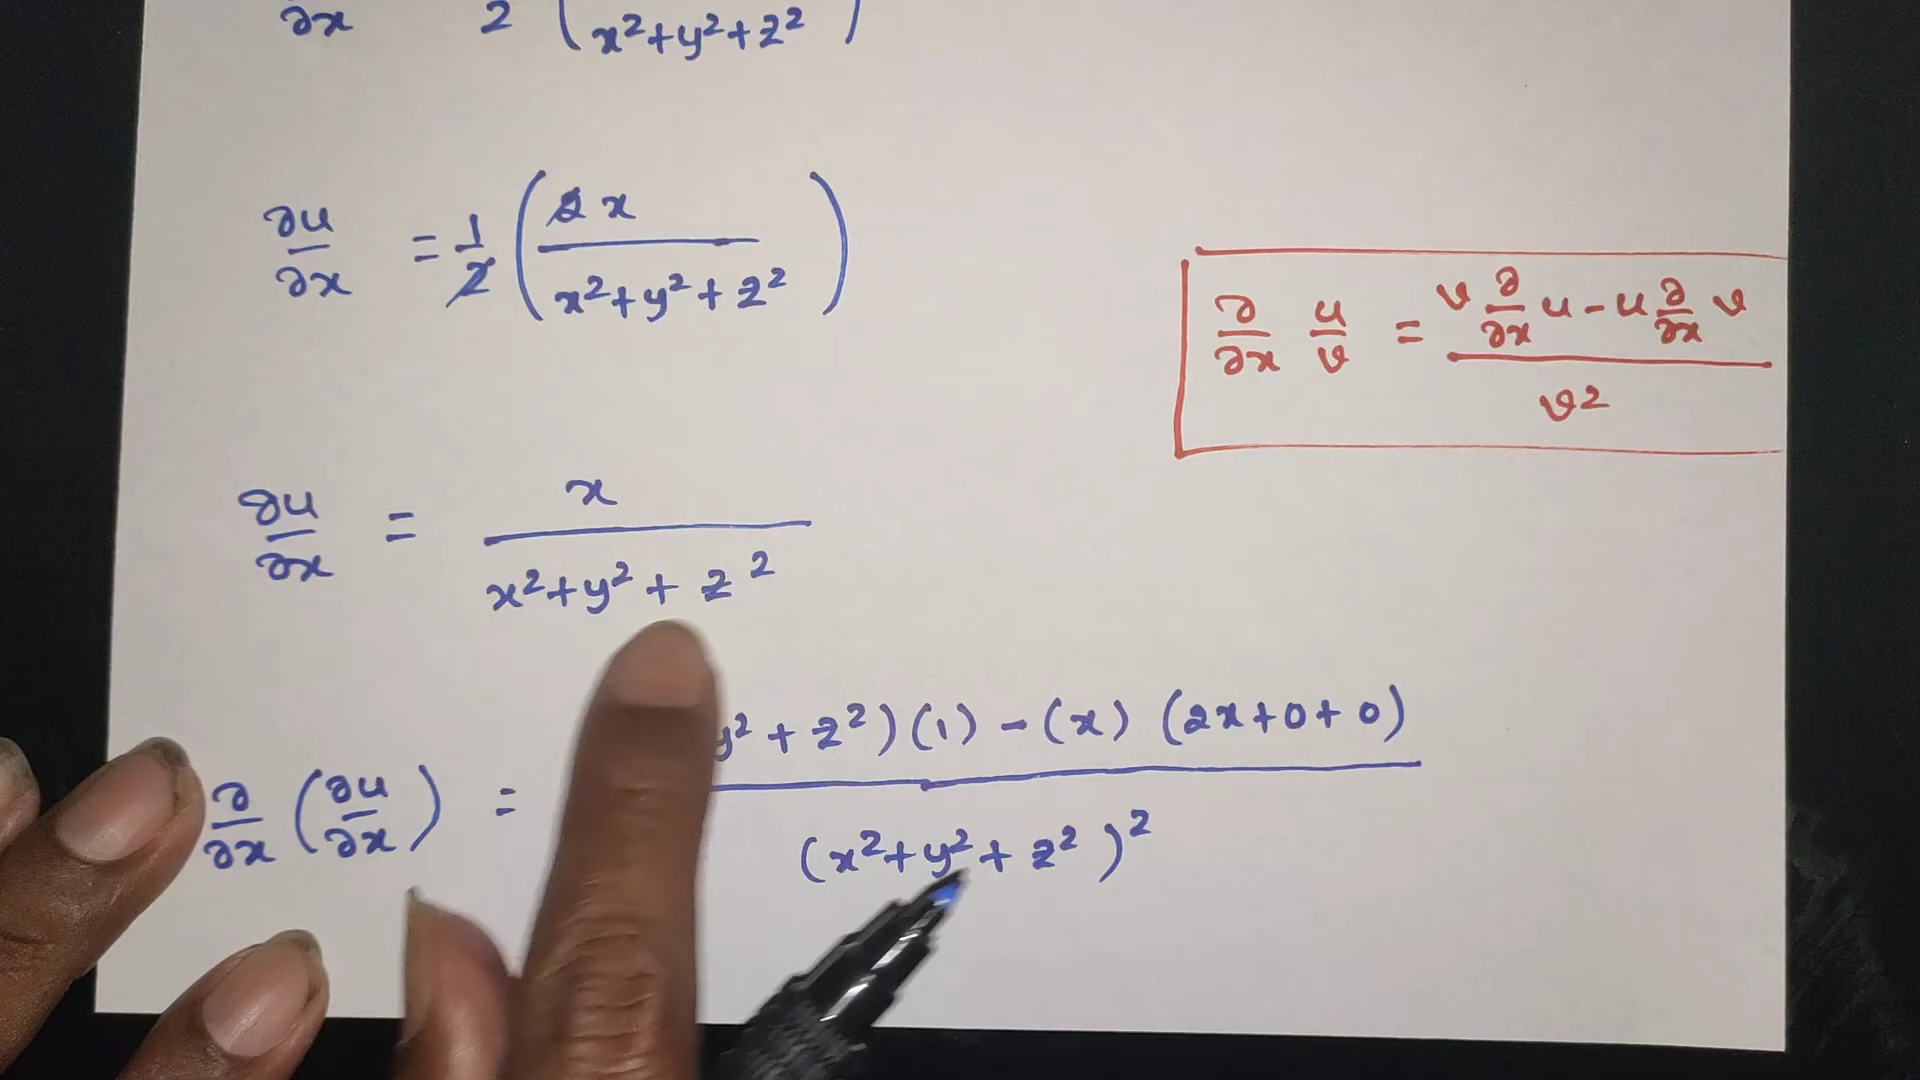 ∂x 2 ( x²+y²+z² )
∂u/∂x = 1/2 ( 2x / x²+y²+z² )
∂/∂x u/v = v ∂/∂x u - u ∂/∂x v / v²
∂u/∂x = x / x²+y²+z²
∂/∂x (∂u/∂x) = y²+z²)(1) - (x) (2x+0+0) / (x²+y²+z²)²